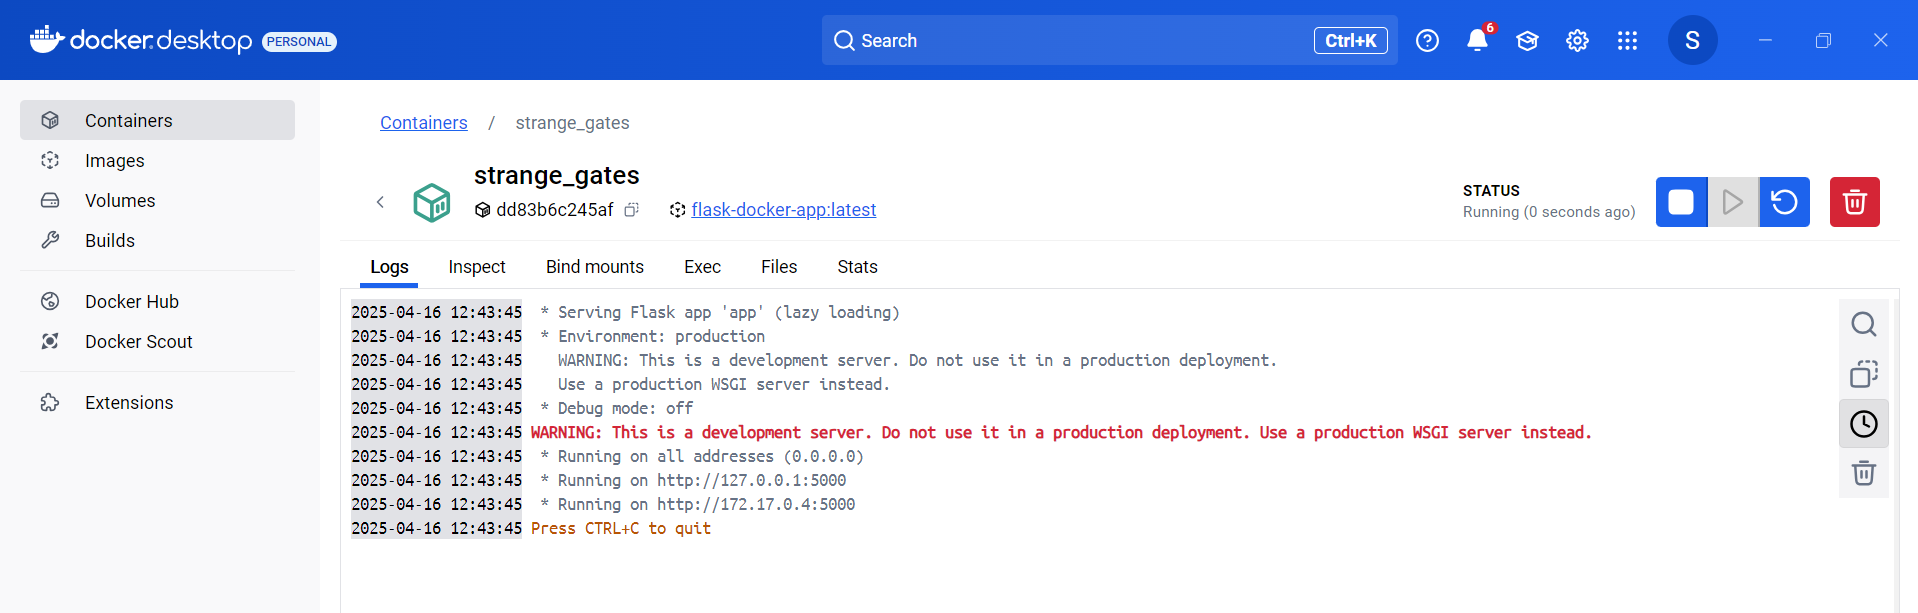 docker.desktop PERSONAL
Search Ctrl+K
6
S
Containers
Images
Volumes
Builds
Docker Hub
Docker Scout
Extensions
Containers / strange_gates
strange_gates
dd83b6c245af flask-docker-app:latest
STATUS
Running (0 seconds ago)
Logs Inspect Bind mounts Exec Files Stats
2025-04-16 12:43:45 * Serving Flask app 'app' (lazy loading)
2025-04-16 12:43:45 * Environment: production
2025-04-16 12:43:45 WARNING: This is a development server. Do not use it in a production deployment.
2025-04-16 12:43:45 Use a production WSGI server instead.
2025-04-16 12:43:45 * Debug mode: off
2025-04-16 12:43:45 WARNING: This is a development server. Do not use it in a production deployment. Use a production WSGI server instead.
2025-04-16 12:43:45 * Running on all addresses (0.0.0.0)
2025-04-16 12:43:45 * Running on http://127.0.0.1:5000
2025-04-16 12:43:45 * Running on http://172.17.0.4:5000
2025-04-16 12:43:45 Press CTRL+C to quit